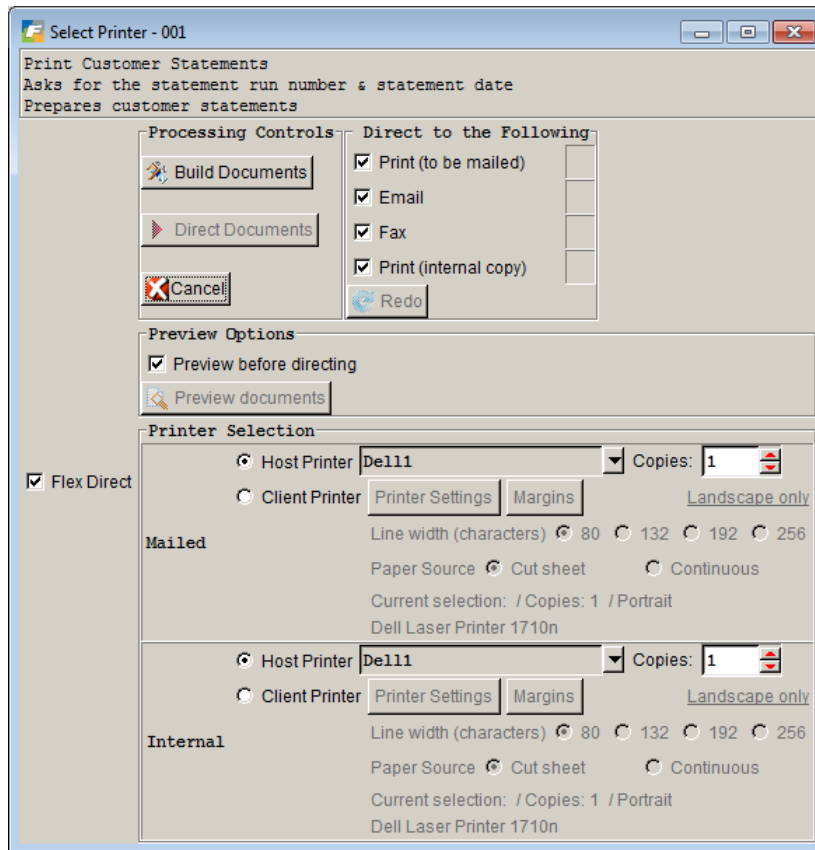 Select Printer - 001
Print Customer Statements
Asks for the statement run number & statement date
Prepares customer statements
Processing Controls
Build Documents
Direct Documents
Cancel
Direct to the Following
Print (to be mailed)
Email
Fax
Print (internal copy)
Redo
Preview Options
Preview before directing
Preview documents
Flex Direct
Printer Selection
Mailed
Host Printer Dell1 Copies: 1
Client Printer Printer Settings Margins Landscape only
Line width (characters) 80 132 192 256
Paper Source Cut sheet Continuous
Current selection: / Copies: 1 / Portrait
Dell Laser Printer 1710n
Internal
Host Printer Dell1 Copies: 1
Client Printer Printer Settings Margins Landscape only
Line width (characters) 80 132 192 256
Paper Source Cut sheet Continuous
Current selection: / Copies: 1 / Portrait
Dell Laser Printer 1710n